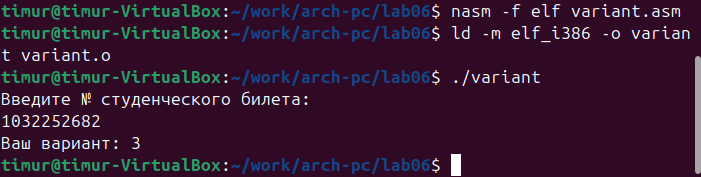 timur@timur-VirtualBox:~/work/arch-pc/lab06$ nasm -f elf variant.asm
timur@timur-VirtualBox:~/work/arch-pc/lab06$ ld -m elf_i386 -o varian
t variant.o
timur@timur-VirtualBox:~/work/arch-pc/lab06$ ./variant
Введите № студенческого билета:
1032252682
Ваш вариант: 3
timur@timur-VirtualBox:~/work/arch-pc/lab06$